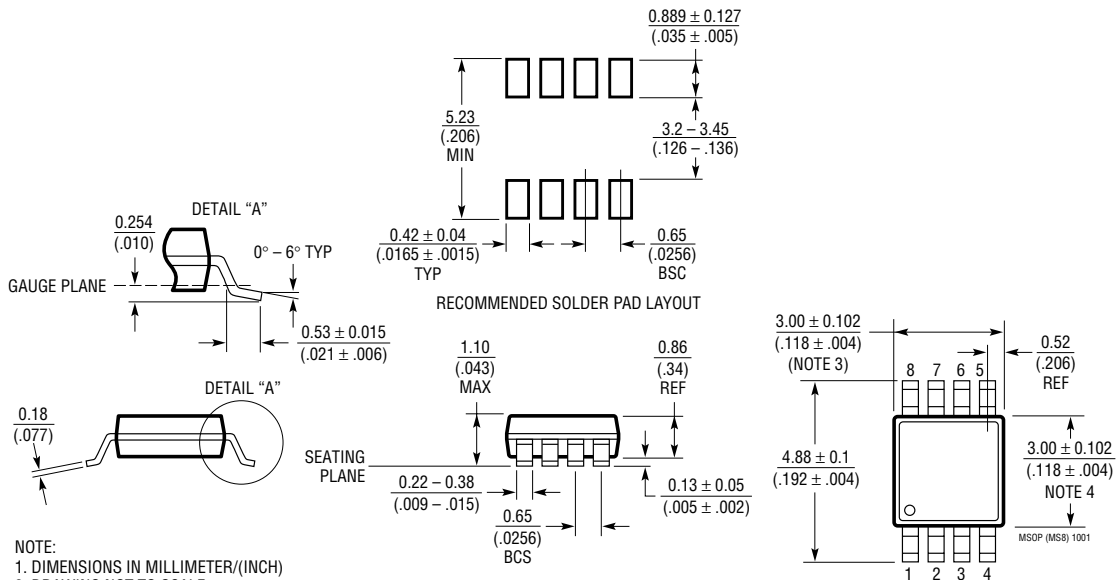 0.889 ± 0.127
(.035 ± .005)
5.23
(.206)
MIN
3.2 – 3.45
(.126 – .136)
DETAIL “A”
0.254
(.010)
0° – 6° TYP
GAUGE PLANE
0.42 ± 0.04
(.0165 ± .0015)
TYP
0.65
(.0256)
BSC
RECOMMENDED SOLDER PAD LAYOUT
0.53 ± 0.015
(.021 ± .006)
DETAIL “A”
0.18
(.077)
1.10
(.043)
MAX
0.86
(.34)
REF
SEATING
PLANE
0.22 – 0.38
(.009 – .015)
0.65
(.0256)
BCS
0.13 ± 0.05
(.005 ± .002)
3.00 ± 0.102
(.118 ± .004)
(NOTE 3)
0.52
(.206)
REF
8 7 6 5
4.88 ± 0.1
(.192 ± .004)
3.00 ± 0.102
(.118 ± .004)
NOTE 4
MSOP (MS8) 1001
1 2 3 4
NOTE:
1. DIMENSIONS IN MILLIMETER/(INCH)